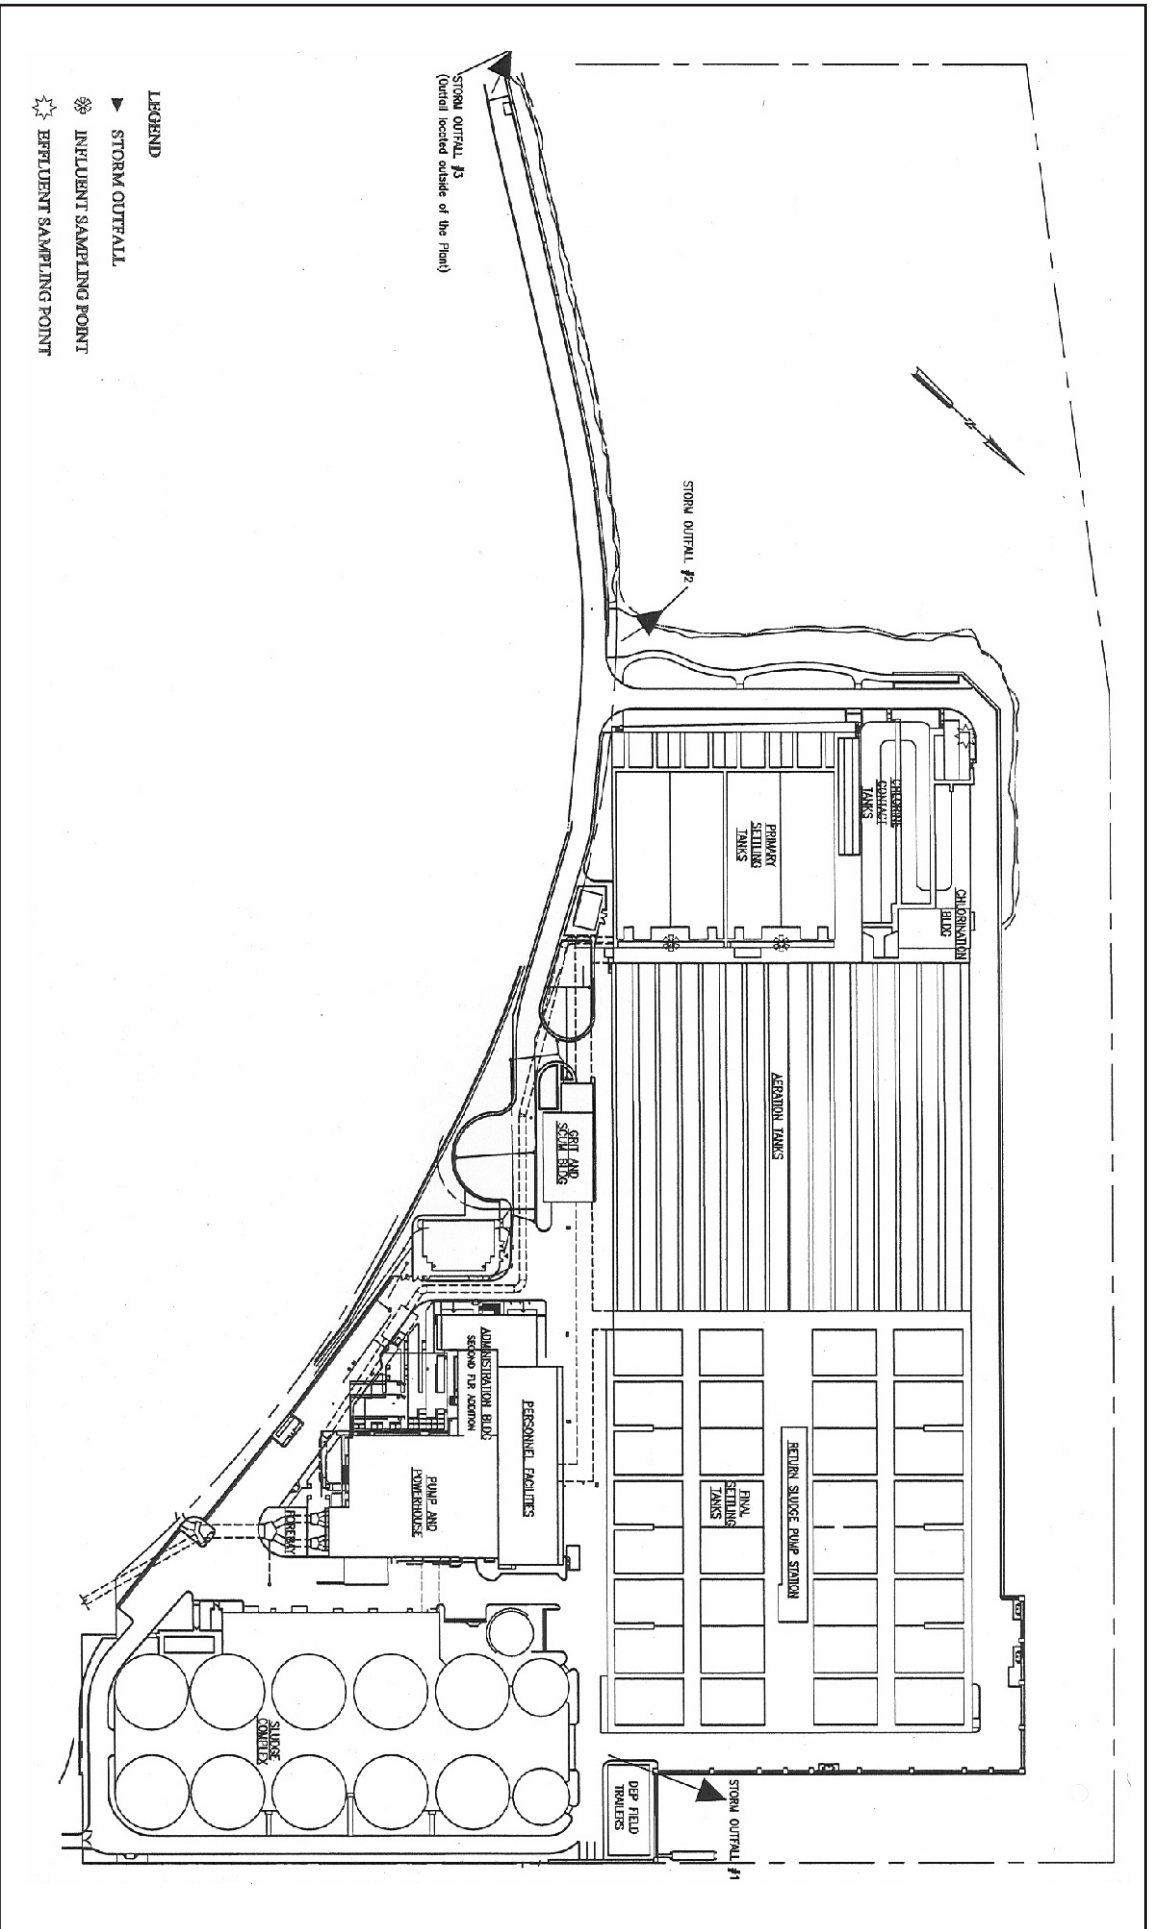 LEGEND
STORM OUTFALL
INFLUENT SAMPLING POINT
EFFLUENT SAMPLING POINT
STORM OUTFALL #3
(Outfall located outside of the Plant)
STORM OUTFALL #2
N
CHLORINE
CONTACT
TANKS
PRIMARY
SETTLING
TANKS
CHLORINATION
BLDG
AERATION TANKS
GRIT AND
SCUM BLDG
ADMINISTRATION BLDG
SECOND FLR ADDITION
PERSONNEL FACILITIES
PUMP AND
POWERHOUSE
FOREBAY
RETURN SLUDGE PUMP STATION
FINAL
SETTLING
TANKS
SLUDGE
COMPLEX
DEP FIELD
TRAILERS
STORM OUTFALL #1